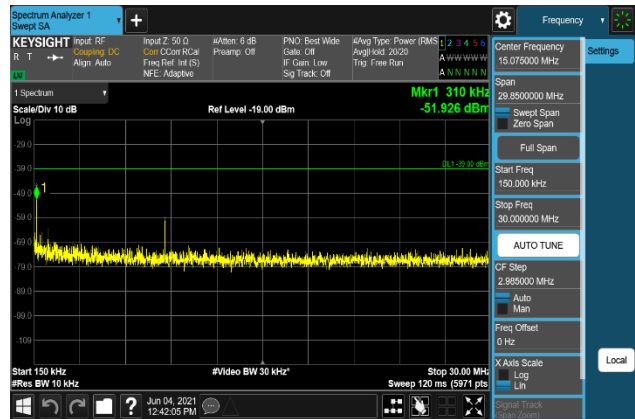 Spectrum Analyzer 1
Swept SA
Frequency
KEYSIGHT
R T
LW
Input: RF
Coupling: DC
Align: Auto
Input Z: 50 Ω
Corr CCorr RCal
Freq Ref: Int (S)
NFE: Adaptive
#Atten: 6 dB
Preamp: Off
PNO: Best Wide
Gate: Off
IF Gain: Low
Sig Track: Off
#Avg Type: Power (RMS
Avg|Hold: 20/20
Trig: Free Run
1 2 3 4 5 6
A W W W W W
A N N N N N
1 Spectrum
Scale/Div 10 dB
Log
Ref Level -19.00 dBm
Mkr1 310 kHz
-51.926 dBm
DL1 -39.00 dBm
1
-29.0
-39.0
-49.0
-59.0
-69.0
-79.0
-89.0
-99.0
-109
Start 150 kHz
#Res BW 10 kHz
#Video BW 30 kHz*
Stop 30.00 MHz
Sweep 120 ms (5971 pts
Jun 04, 2021
12:42:05 PM
Center Frequency
15.075000 MHz
Span
29.8500000 MHz
Swept Span
Zero Span
Full Span
Start Freq
150.000 kHz
Stop Freq
30.000000 MHz
AUTO TUNE
CF Step
2.985000 MHz
Auto
Man
Freq Offset
0 Hz
X Axis Scale
Log
Lin
Signal Track
(Span Zoom)
Settings
Local